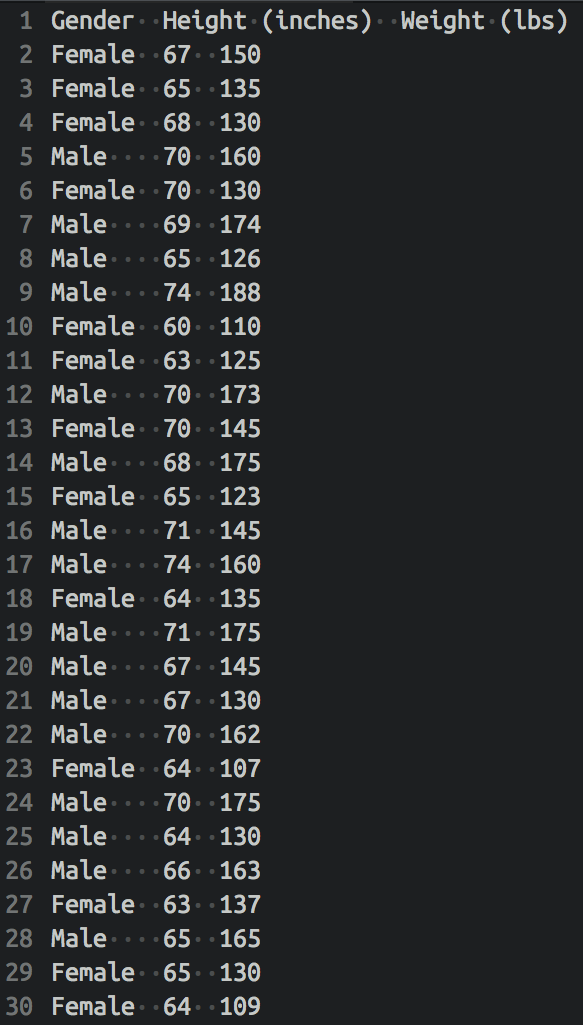 1 Gender  Height (inches)  Weight (lbs)
2 Female  67  150
3 Female  65  135
4 Female  68  130
5 Male    70  160
6 Female  70  130
7 Male    69  174
8 Male    65  126
9 Male    74  188
10 Female  60  110
11 Female  63  125
12 Male    70  173
13 Female  70  145
14 Male    68  175
15 Female  65  123
16 Male    71  145
17 Male    74  160
18 Female  64  135
19 Male    71  175
20 Male    67  145
21 Male    67  130
22 Male    70  162
23 Female  64  107
24 Male    70  175
25 Male    64  130
26 Male    66  163
27 Female  63  137
28 Male    65  165
29 Female  65  130
30 Female  64  109